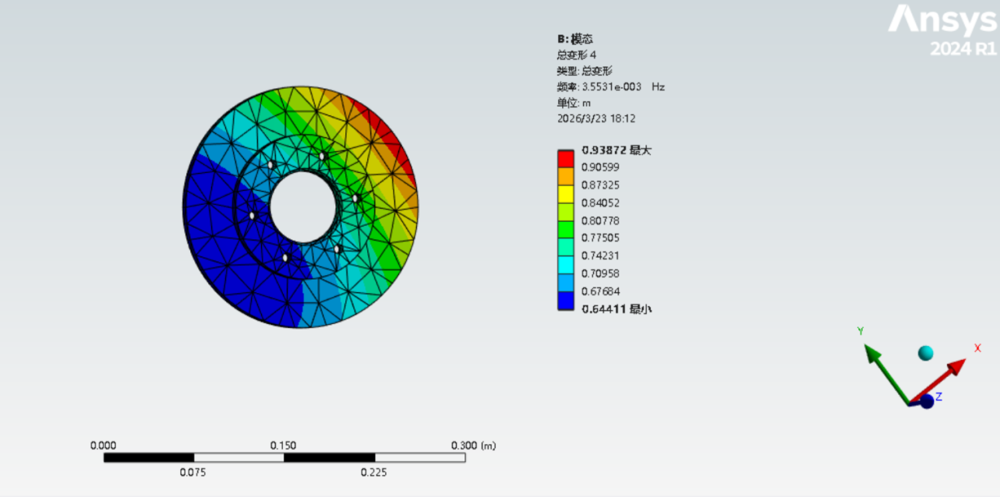 Ansys
2024 R1
B: 模态
总变形 4
类型: 总变形
频率: 3.5531e-003 Hz
单位: m
2026/3/23 18:12
0.93872 最大
0.90599
0.87325
0.84052
0.80778
0.77505
0.74231
0.70958
0.67684
0.64411 最小
Y
X
Z
0.000
0.150
0.300 (m)
0.075
0.225